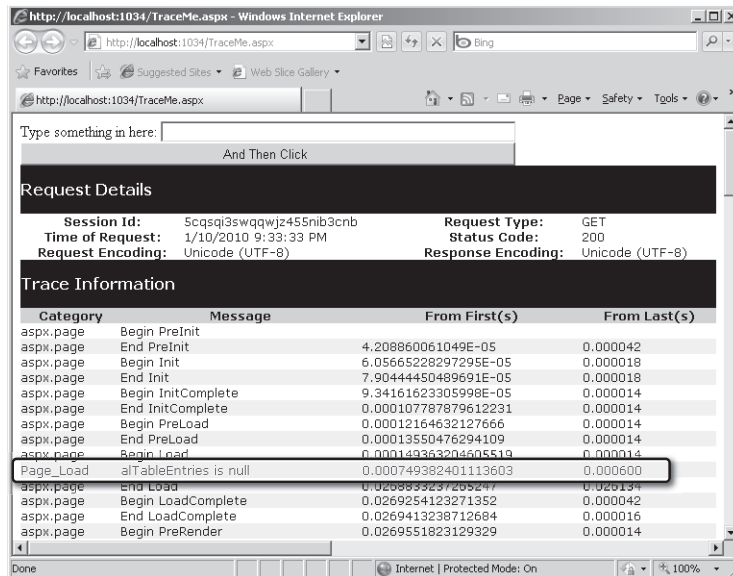 http://localhost:1034/TraceMe.aspx - Windows Internet Explorer
http://localhost:1034/TraceMe.aspx
Bing
Favorites Suggested Sites Web Slice Gallery
http://localhost:1034/TraceMe.aspx Page Safety Tools
Type something in here:
And Then Click
Request Details
Session Id: 5cqsqi3swqqwjz455nib3cnb Request Type: GET
Time of Request: 1/10/2010 9:33:33 PM Status Code: 200
Request Encoding: Unicode (UTF-8) Response Encoding: Unicode (UTF-8)
Trace Information
Category Message From First(s) From Last(s)
aspx.page Begin PreInit
aspx.page End PreInit 4.208860061049E-05 0.000042
aspx.page Begin Init 6.05665228297295E-05 0.000018
aspx.page End Init 7.90444450489691E-05 0.000018
aspx.page Begin InitComplete 9.34161623305998E-05 0.000014
aspx.page End InitComplete 0.000107787879612231 0.000014
aspx.page Begin PreLoad 0.00012164632127666 0.000014
aspx.page End PreLoad 0.00013550476294109 0.000014
aspx.page Begin Load 0.000149363204605519 0.000014
Page_Load alTableEntries is null 0.000749382401113603 0.000600
aspx.page End Load 0.0268833237265247 0.026134
aspx.page Begin LoadComplete 0.0269254123271352 0.000042
aspx.page End LoadComplete 0.0269413238712684 0.000016
aspx.page Begin PreRender 0.0269551823129329 0.000014
Done Internet | Protected Mode: On 100%